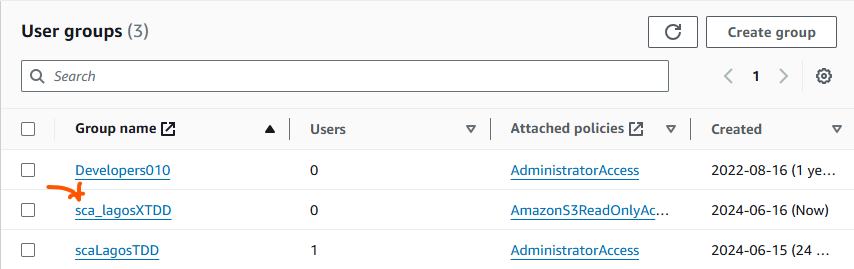 User groups (3)
Create group
Search
1
Group name Users Attached policies Created
Developers010 0 AdministratorAccess 2022-08-16 (1 ye…
sca_lagosXTDD 0 AmazonS3ReadOnlyAc… 2024-06-16 (Now)
scaLagosTDD 1 AdministratorAccess 2024-06-15 (24 …